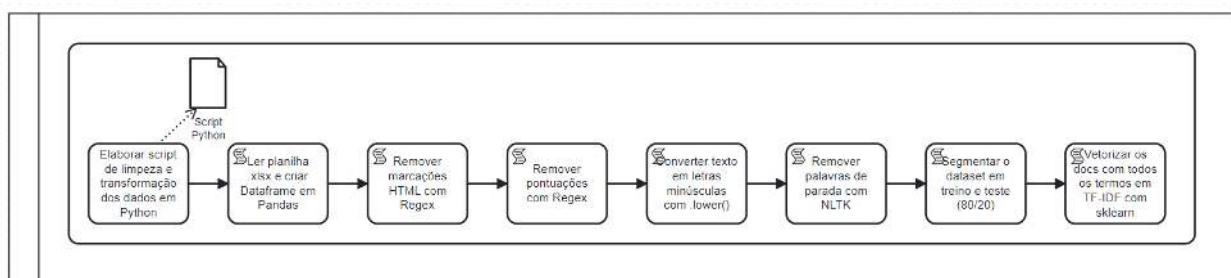 Script
Python
Elaborar script
de limpeza e
transformação
dos dados em
Python
Ler planilha
xlsx e criar
Dataframe em
Pandas
Remover
marcações
HTML com
Regex
Remover
pontuações
com Regex
Converter texto
em letras
minúsculas
com .lower()
Remover
palavras de
parada com
NLTK
Segmentar o
dataset em
treino e teste
(80/20)
Vetorizar os
docs com todos
os termos em
TF-IDF com
sklearn